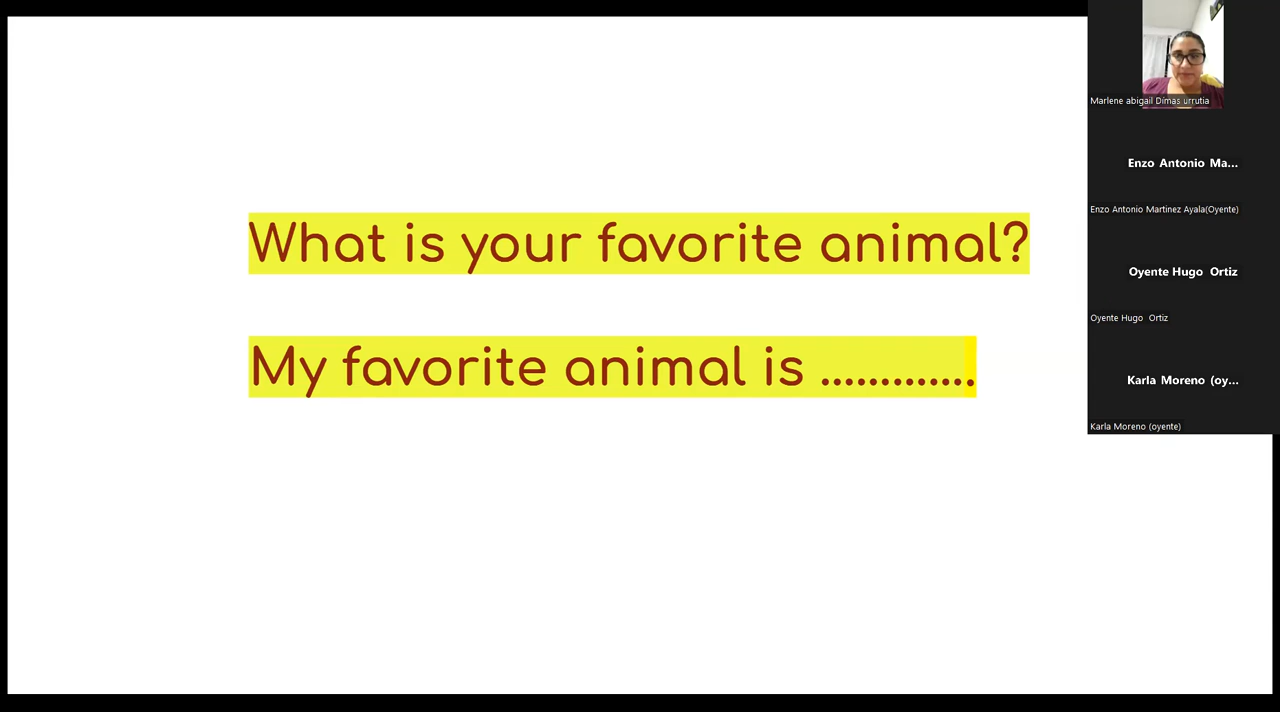 What is your favorite animal?
My favorite animal is .............
Marlene abigail Dimas urrutia
Enzo Antonio Ma...
Enzo Antonio Martinez Ayala(Oyente)
Oyente Hugo Ortiz
Oyente Hugo Ortiz
Karla Moreno (oy...
Karla Moreno (oyente)